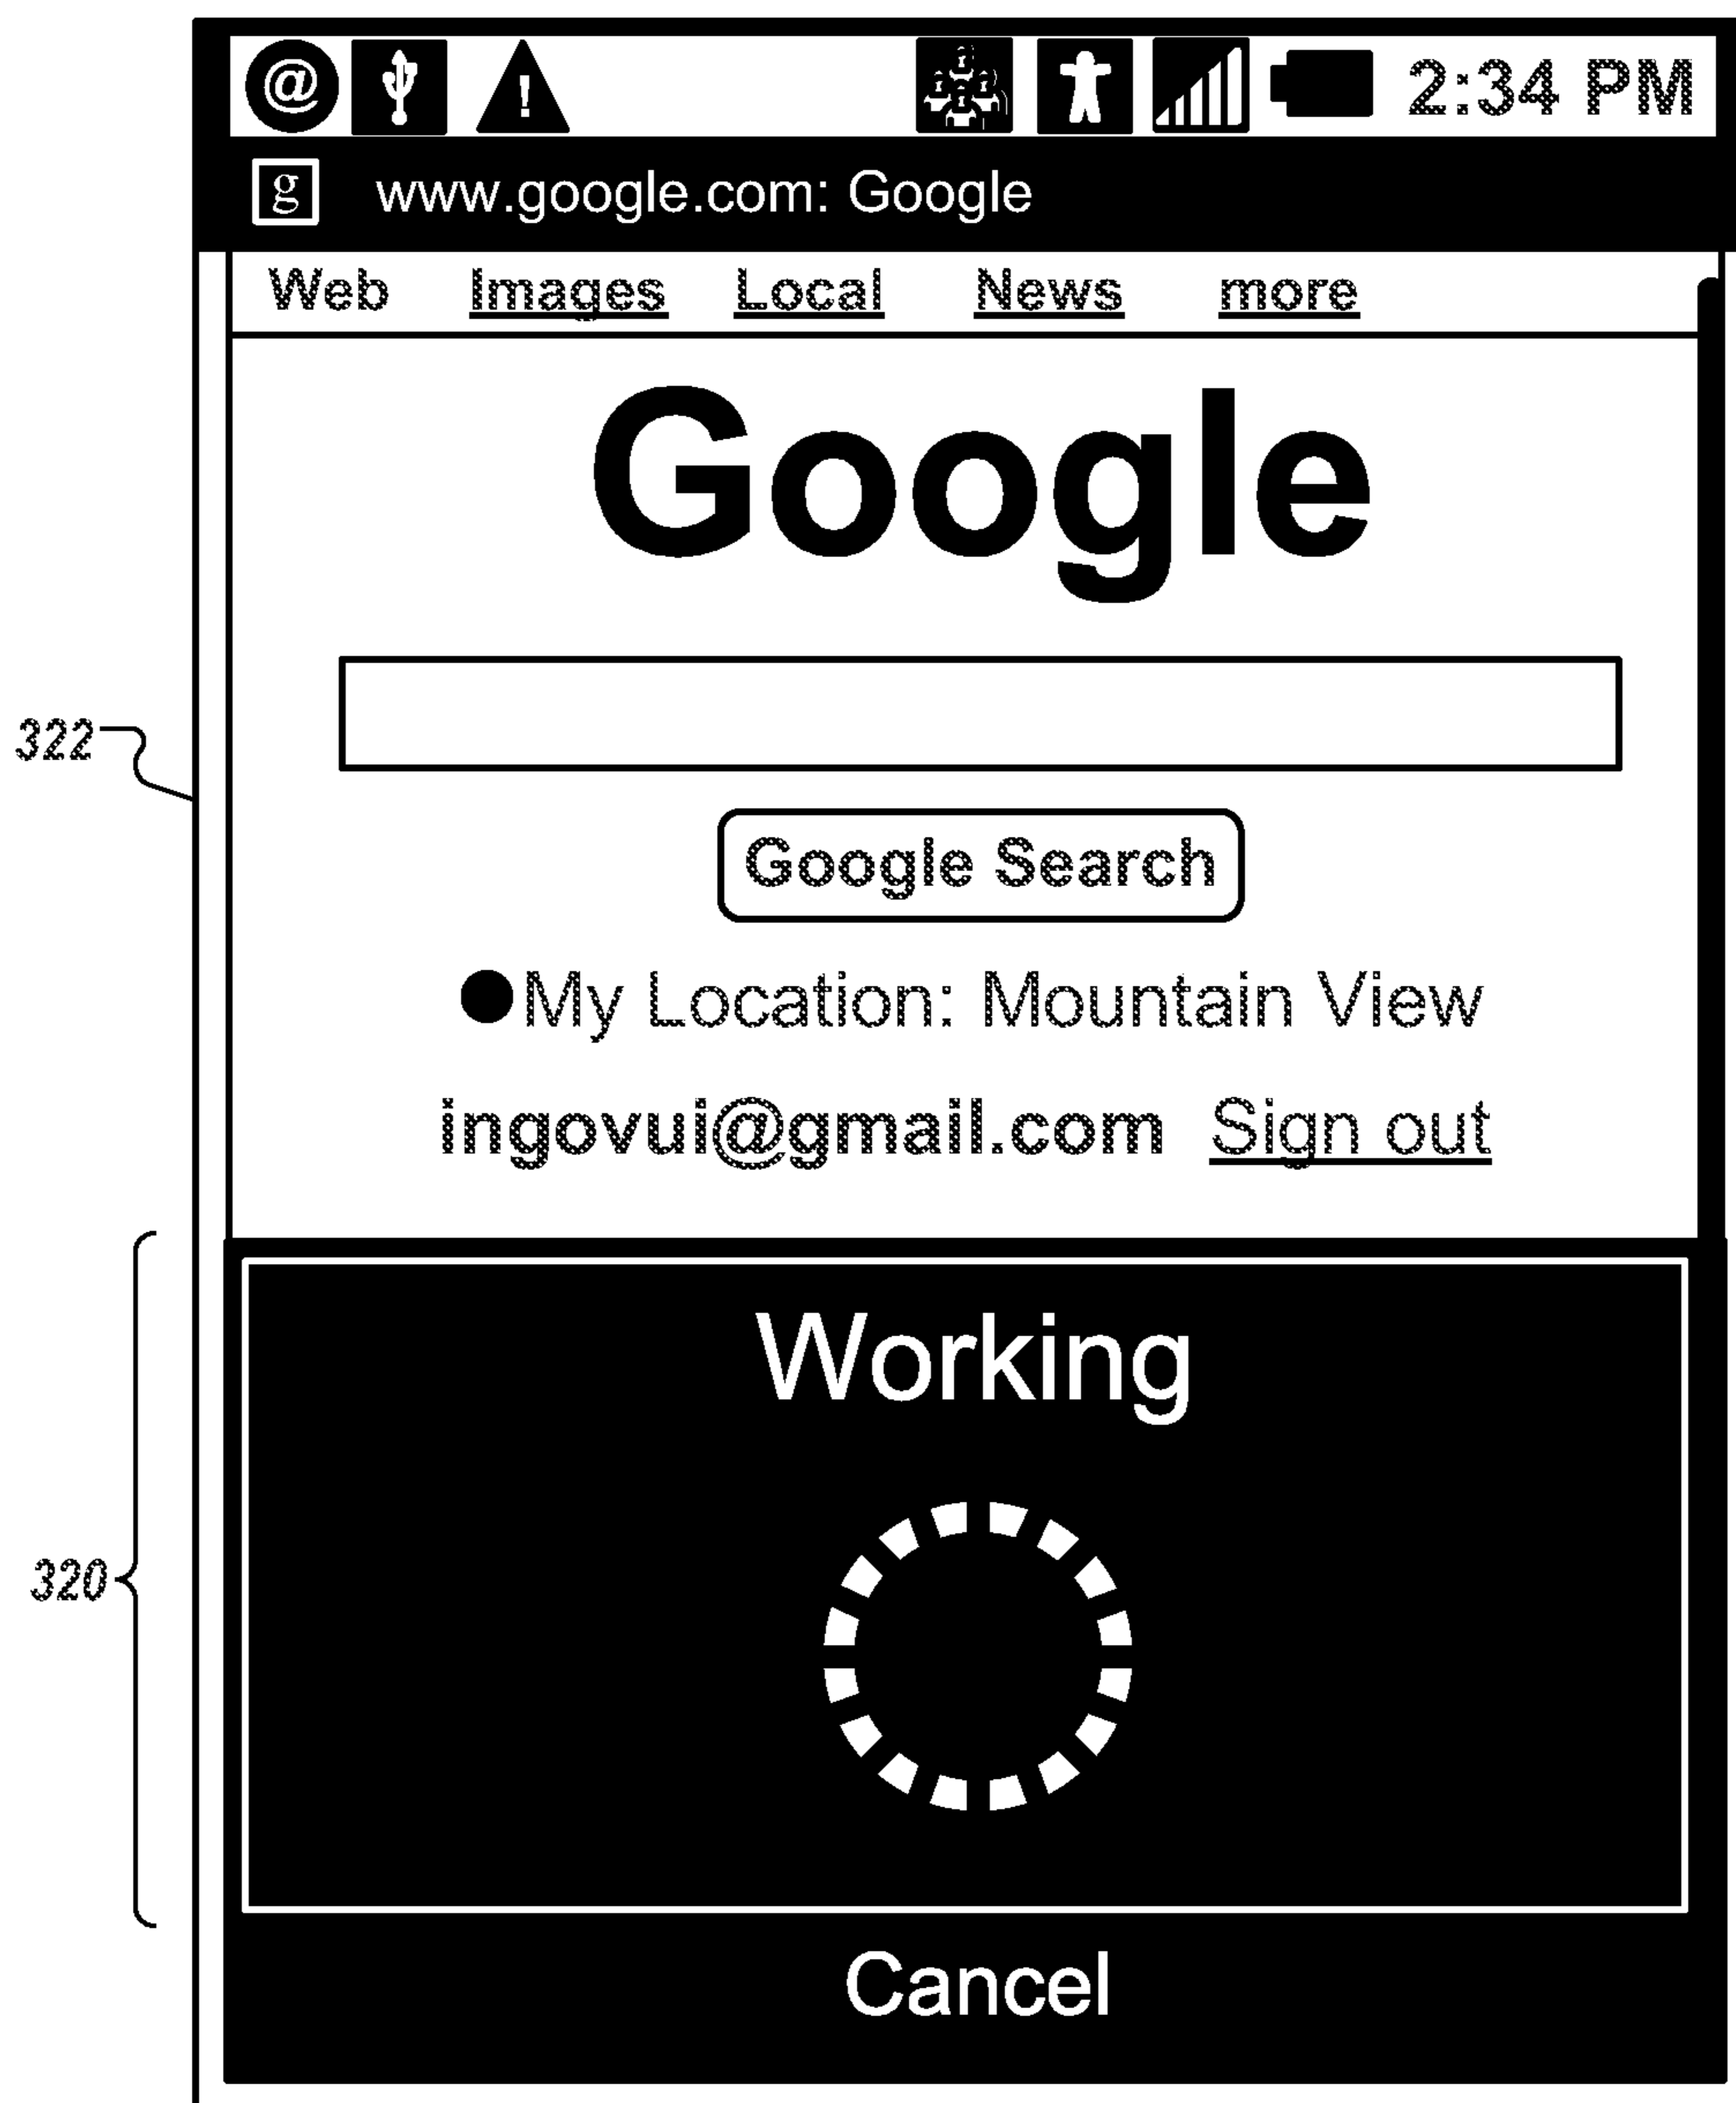 @ ! 2:34 PM
g www.google.com: Google
Web Images Local News more
Google
322
Google Search
My Location: Mountain View
ingovui@gmail.com Sign out
Working
320
Cancel